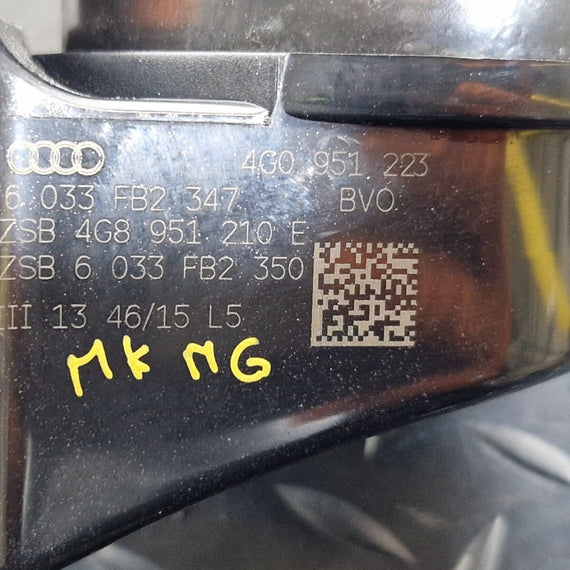 4G0 951 223
6 033 FB2 347 BVO
ZSB 4G8 951 210 E
ZSB 6 033 FB2 350
III 13 46/15 L5
MK MG